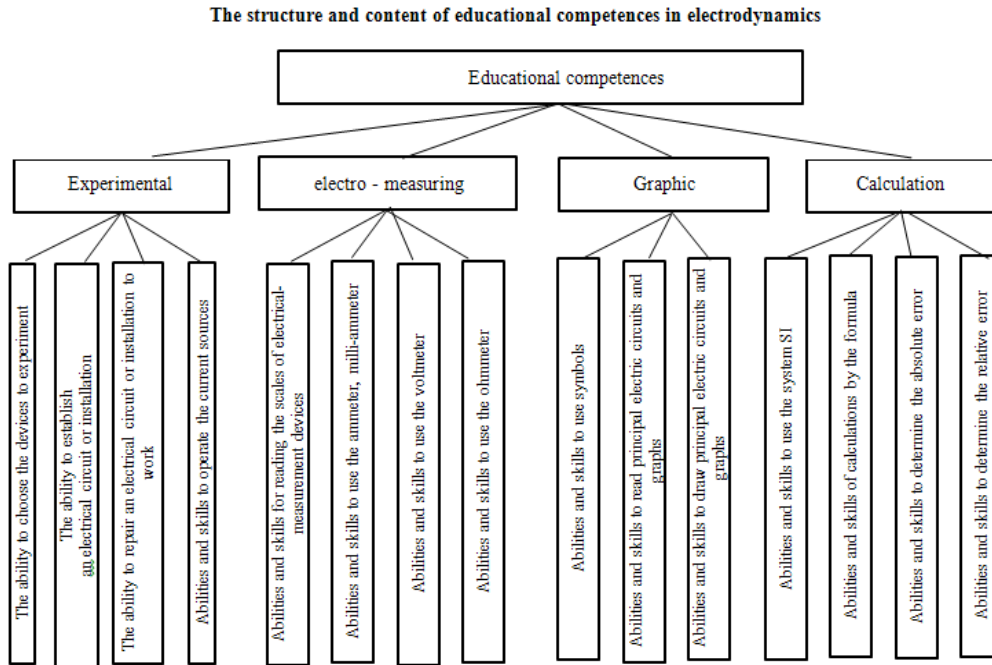 The structure and content of educational competences in electrodynamics
Educational competences
Experimental
electro - measuring
Graphic
Calculation
The ability to choose the devices to experiment
The ability to establish
an electrical circuit or installation
The ability to repair an electrical circuit or installation to
work
Abilities and skills to operate the current sources
Abilities and skills for reading the scales of electrical-
measurement devices
Abilities and skills to use the ammeter, milli-ammeter
Abilities and skills to use the voltmeter
Abilities and skills to use the ohmmeter
Abilities and skills to use symbols
Abilities and skills to read principal electric circuits and
graphs
Abilities and skills to draw principal electric circuits and
graphs
Abilities and skills to use the system SI
Abilities and skills of calculations by the formula
Abilities and skills to determine the absolute error
Abilities and skills to determine the relative error